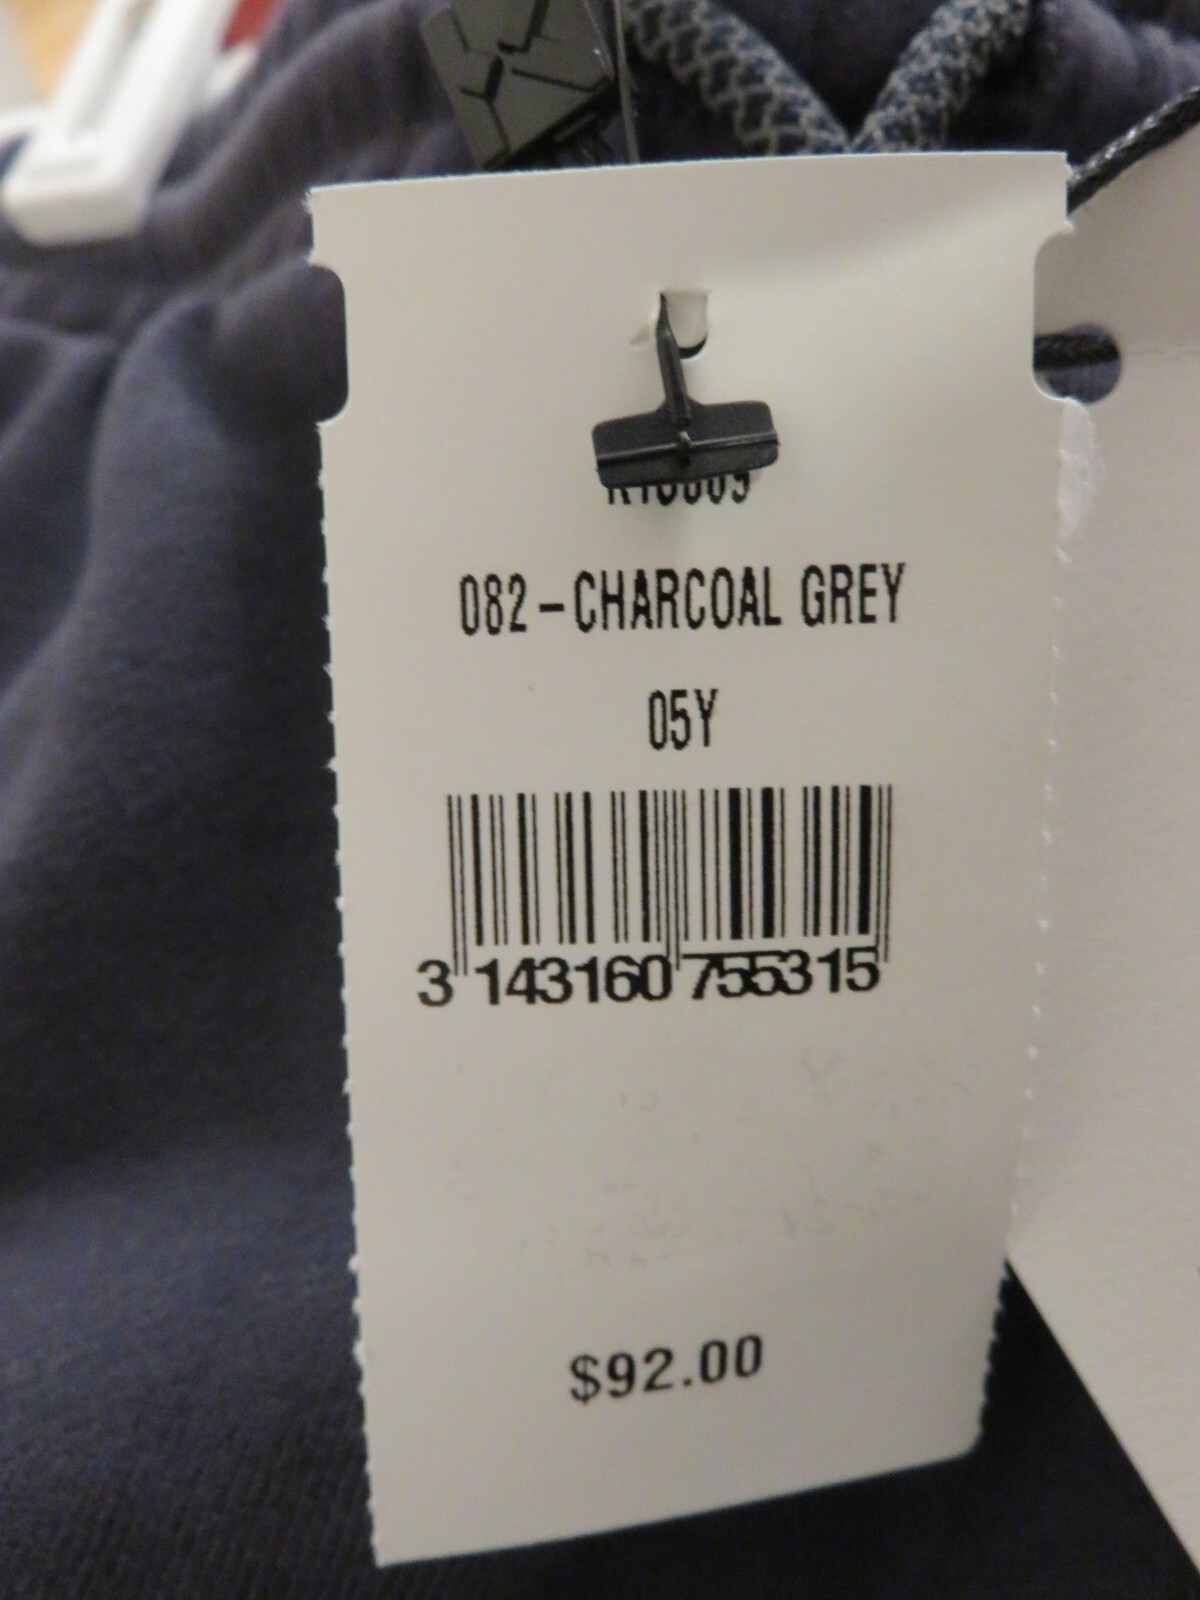 082-CHARCOAL GREY
05Y
3 143160 755315
$92.00